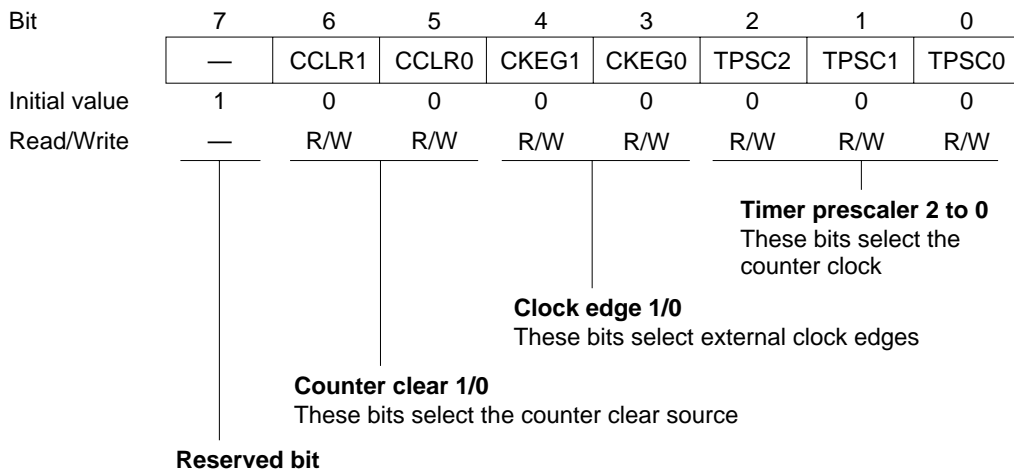 Bit 7 6 5 4 3 2 1 0
— CCLR1 CCLR0 CKEG1 CKEG0 TPSC2 TPSC1 TPSC0
Initial value 1 0 0 0 0 0 0 0
Read/Write — R/W R/W R/W R/W R/W R/W R/W
Timer prescaler 2 to 0
These bits select the
counter clock
Clock edge 1/0
These bits select external clock edges
Counter clear 1/0
These bits select the counter clear source
Reserved bit